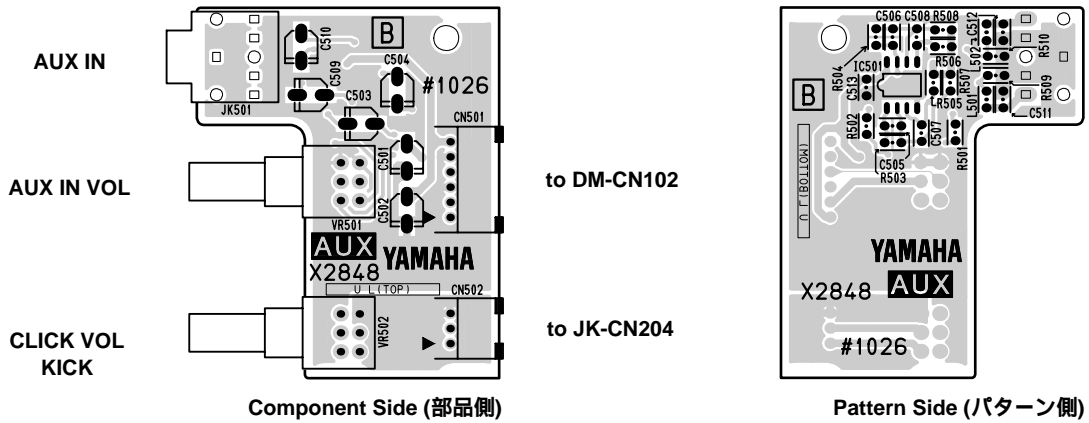 AUX IN
AUX IN VOL
CLICK VOL
KICK
JK501
C510
B
C509
C504
#1026
C503
CN501
C501
C502
VR501
AUX
YAMAHA
X2848
U L(TOP)
CN502
VR502
to DM-CN102
to JK-CN204
Component Side (部品側)
C506
C508
R508
C512
R510
L502
R504
IC501
R506
R507
R509
C513
B
R505
L501
C511
R502
C507
R501
C505
R503
U L(BOTTOM)
YAMAHA
X2848
AUX
#1026
Pattern Side (パターン側)